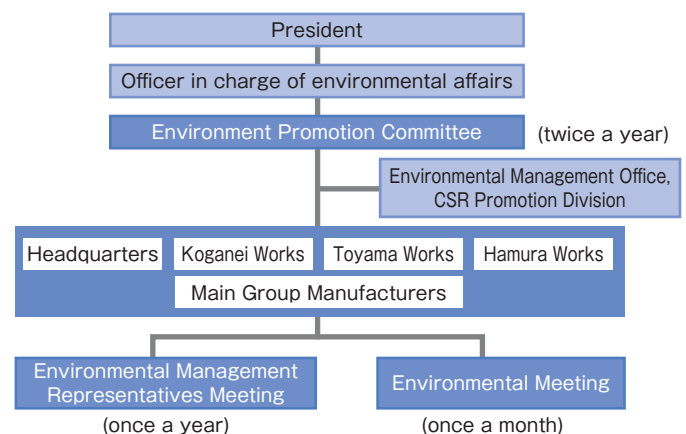 President
Officer in charge of environmental affairs
Environment Promotion Committee
(twice a year)
Environmental Management Office,
CSR Promotion Division
Headquarters
Koganei Works
Toyama Works
Hamura Works
Main Group Manufacturers
Environmental Management
Representatives Meeting
Environmental Meeting
(once a year)
(once a month)